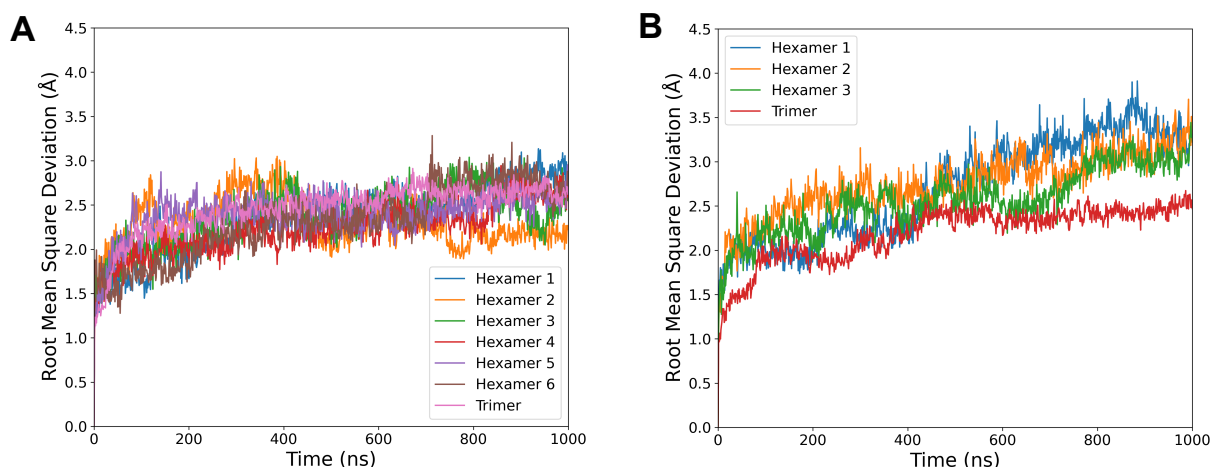 A
Root Mean Square Deviation (Å)
4.5
4.0
3.5
3.0
2.5
2.0
1.5
1.0
0.5
0.0
0
200
400
600
800
1000
Time (ns)
Hexamer 1
Hexamer 2
Hexamer 3
Hexamer 4
Hexamer 5
Hexamer 6
Trimer
B
Root Mean Square Deviation (Å)
4.5
4.0
3.5
3.0
2.5
2.0
1.5
1.0
0.5
0.0
0
200
400
600
800
1000
Time (ns)
Hexamer 1
Hexamer 2
Hexamer 3
Trimer